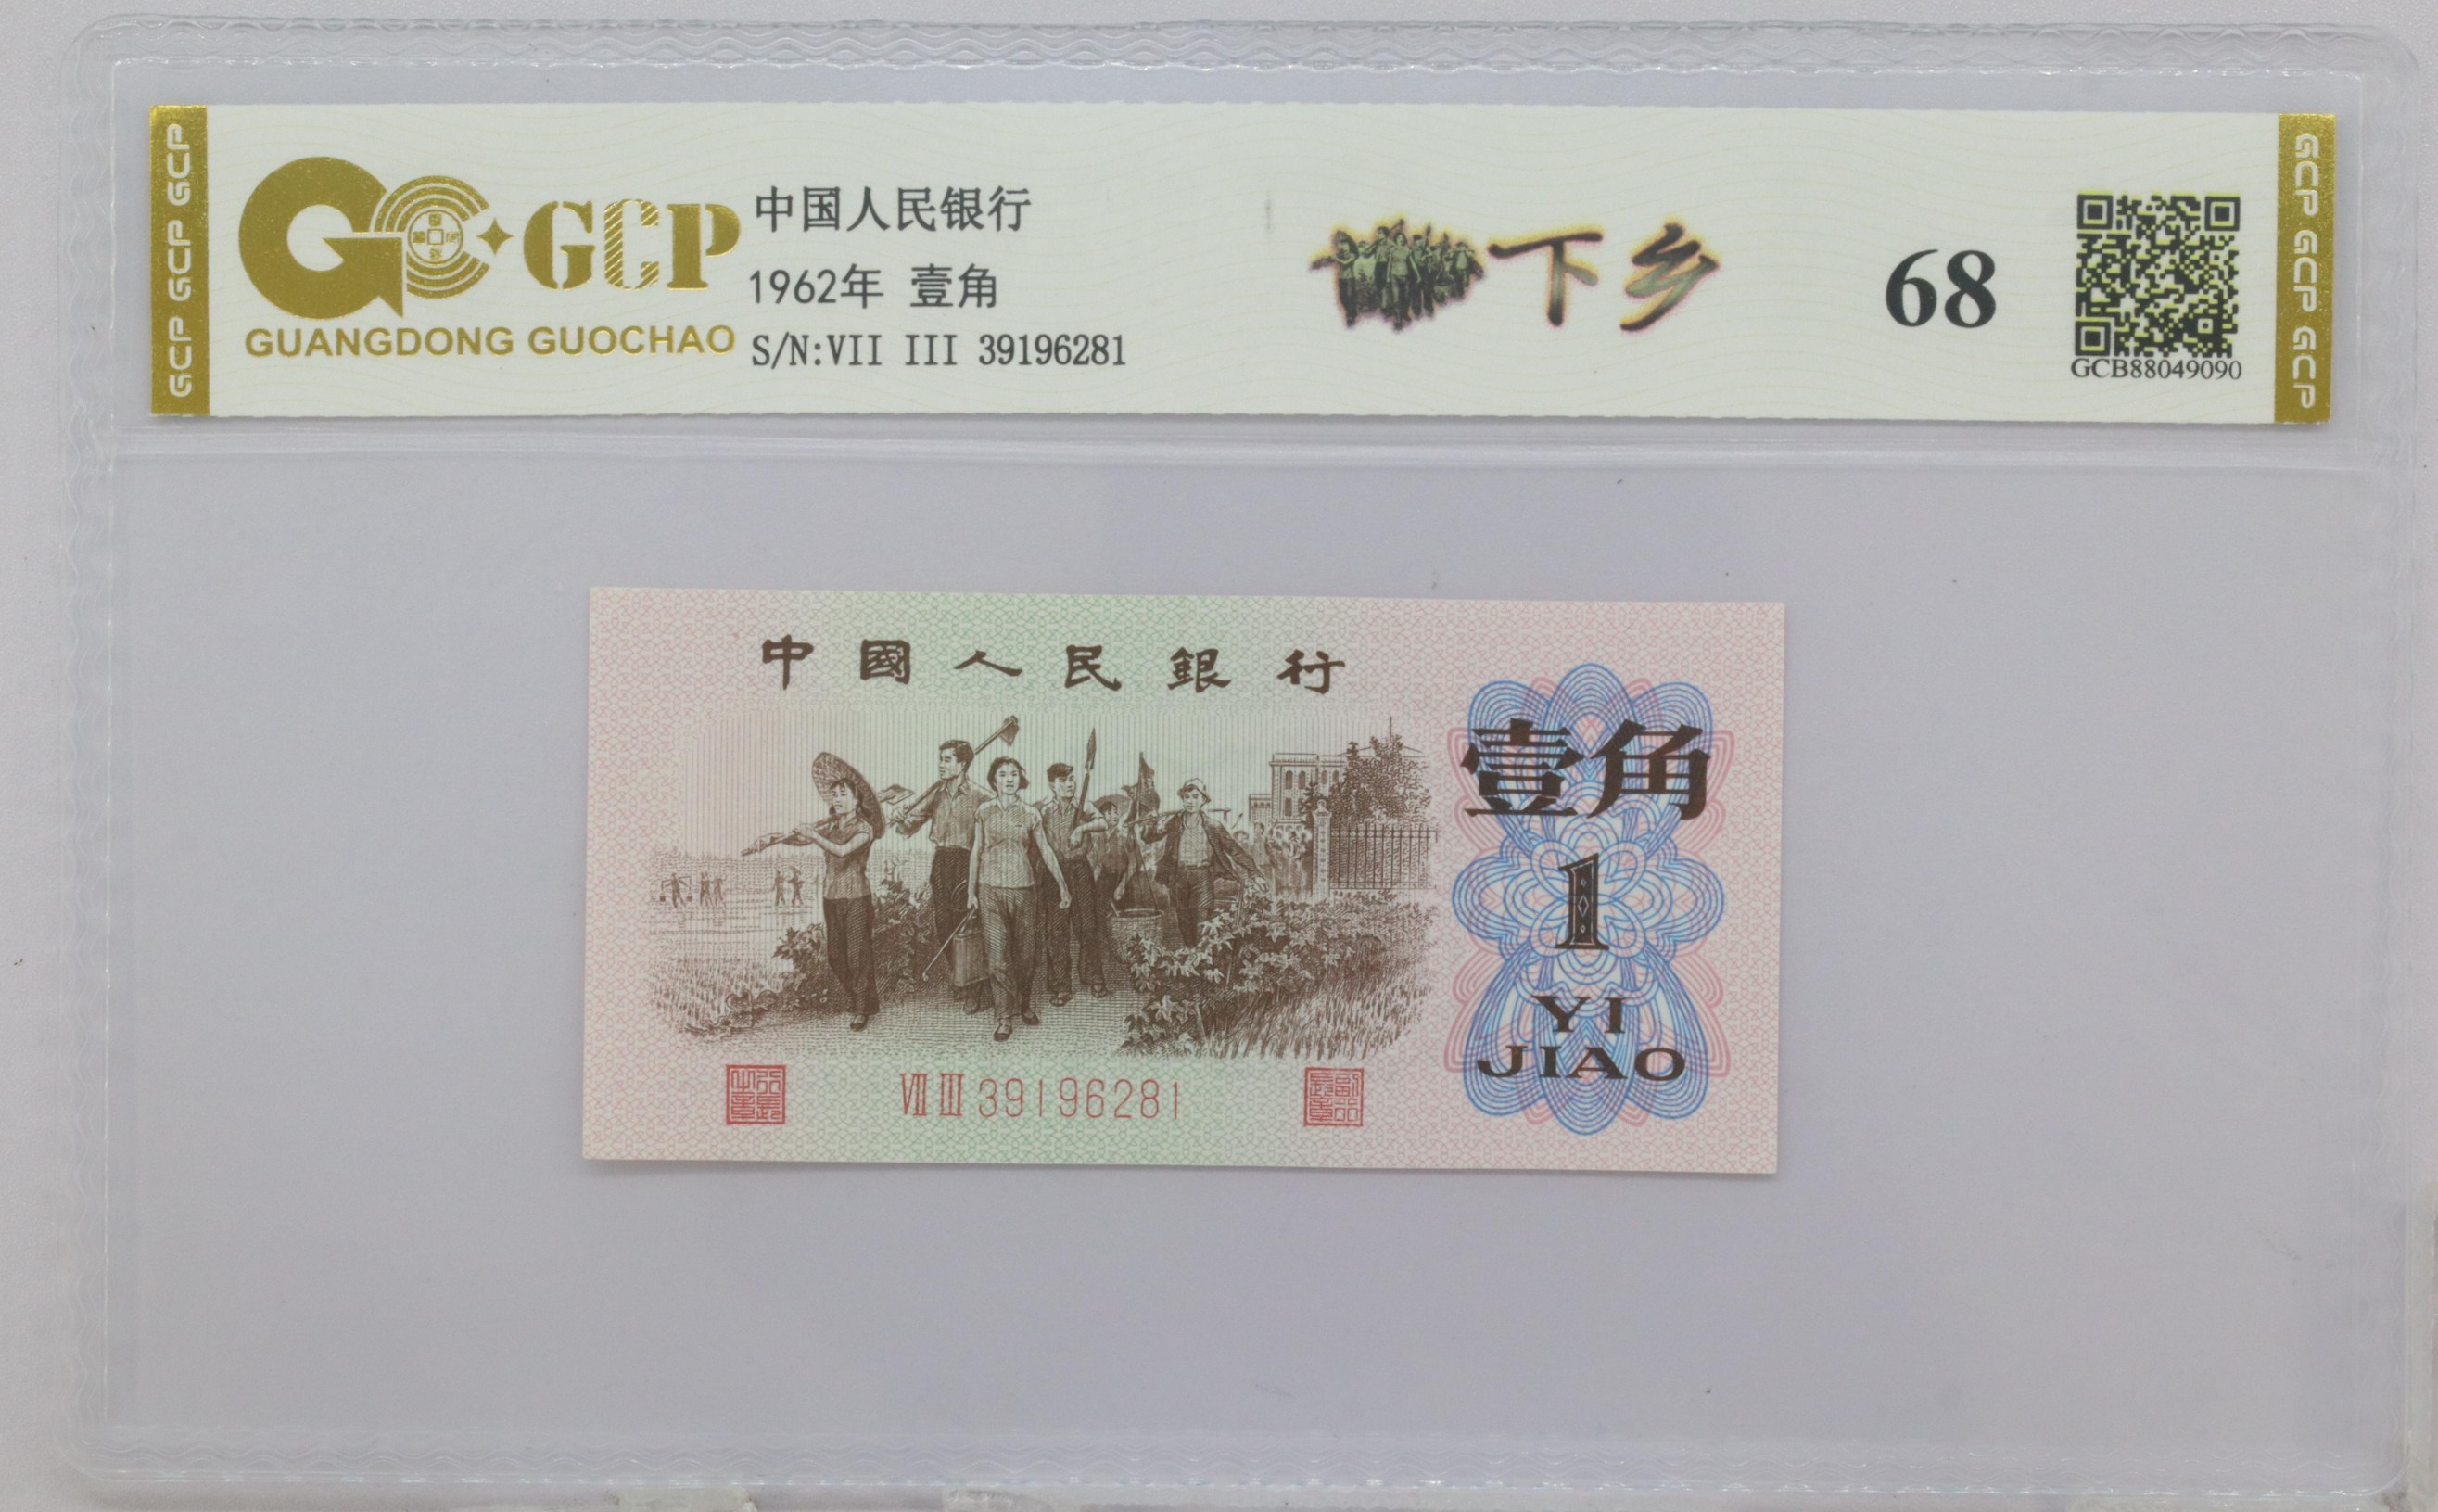 GCP GCP GCP
GCP
GUANGDONG GUOCHAO
中国人民银行
1962年 壹角
S/N:VII III 39196281
下乡
68
GCB88049090
GCP GCP GCP
中國人民銀行
壹角
1
YI
JIAO
VII III 39196281